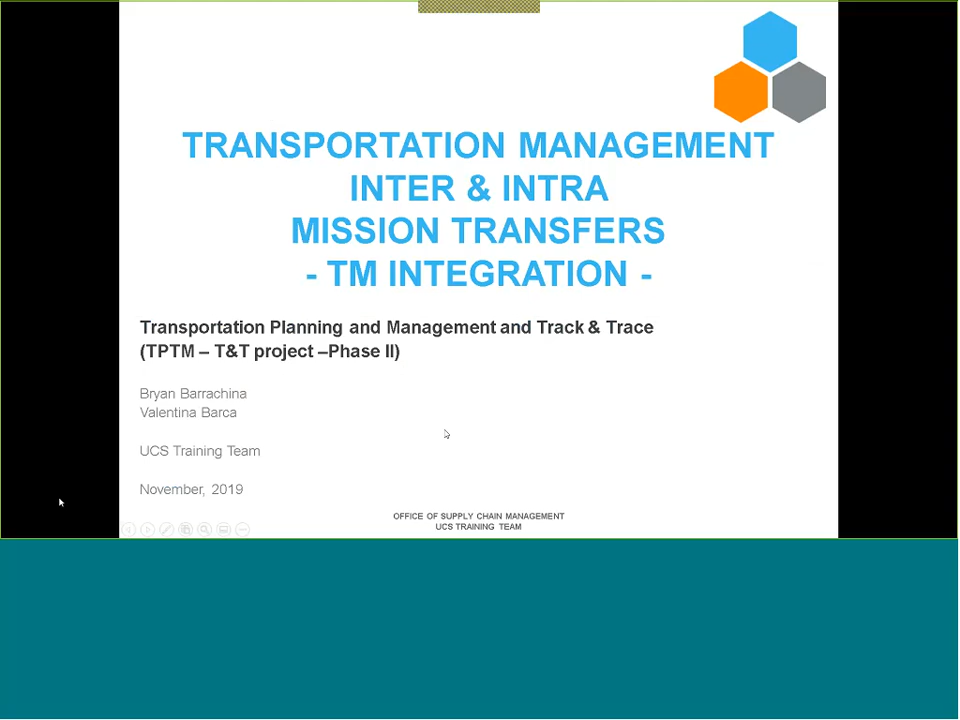 TRANSPORTATION MANAGEMENT
INTER & INTRA
MISSION TRANSFERS
- TM INTEGRATION -
Transportation Planning and Management and Track & Trace
(TPTM – T&T project –Phase II)
Bryan Barrachina
Valentina Barca
UCS Training Team
November, 2019
OFFICE OF SUPPLY CHAIN MANAGEMENT
UCS TRAINING TEAM